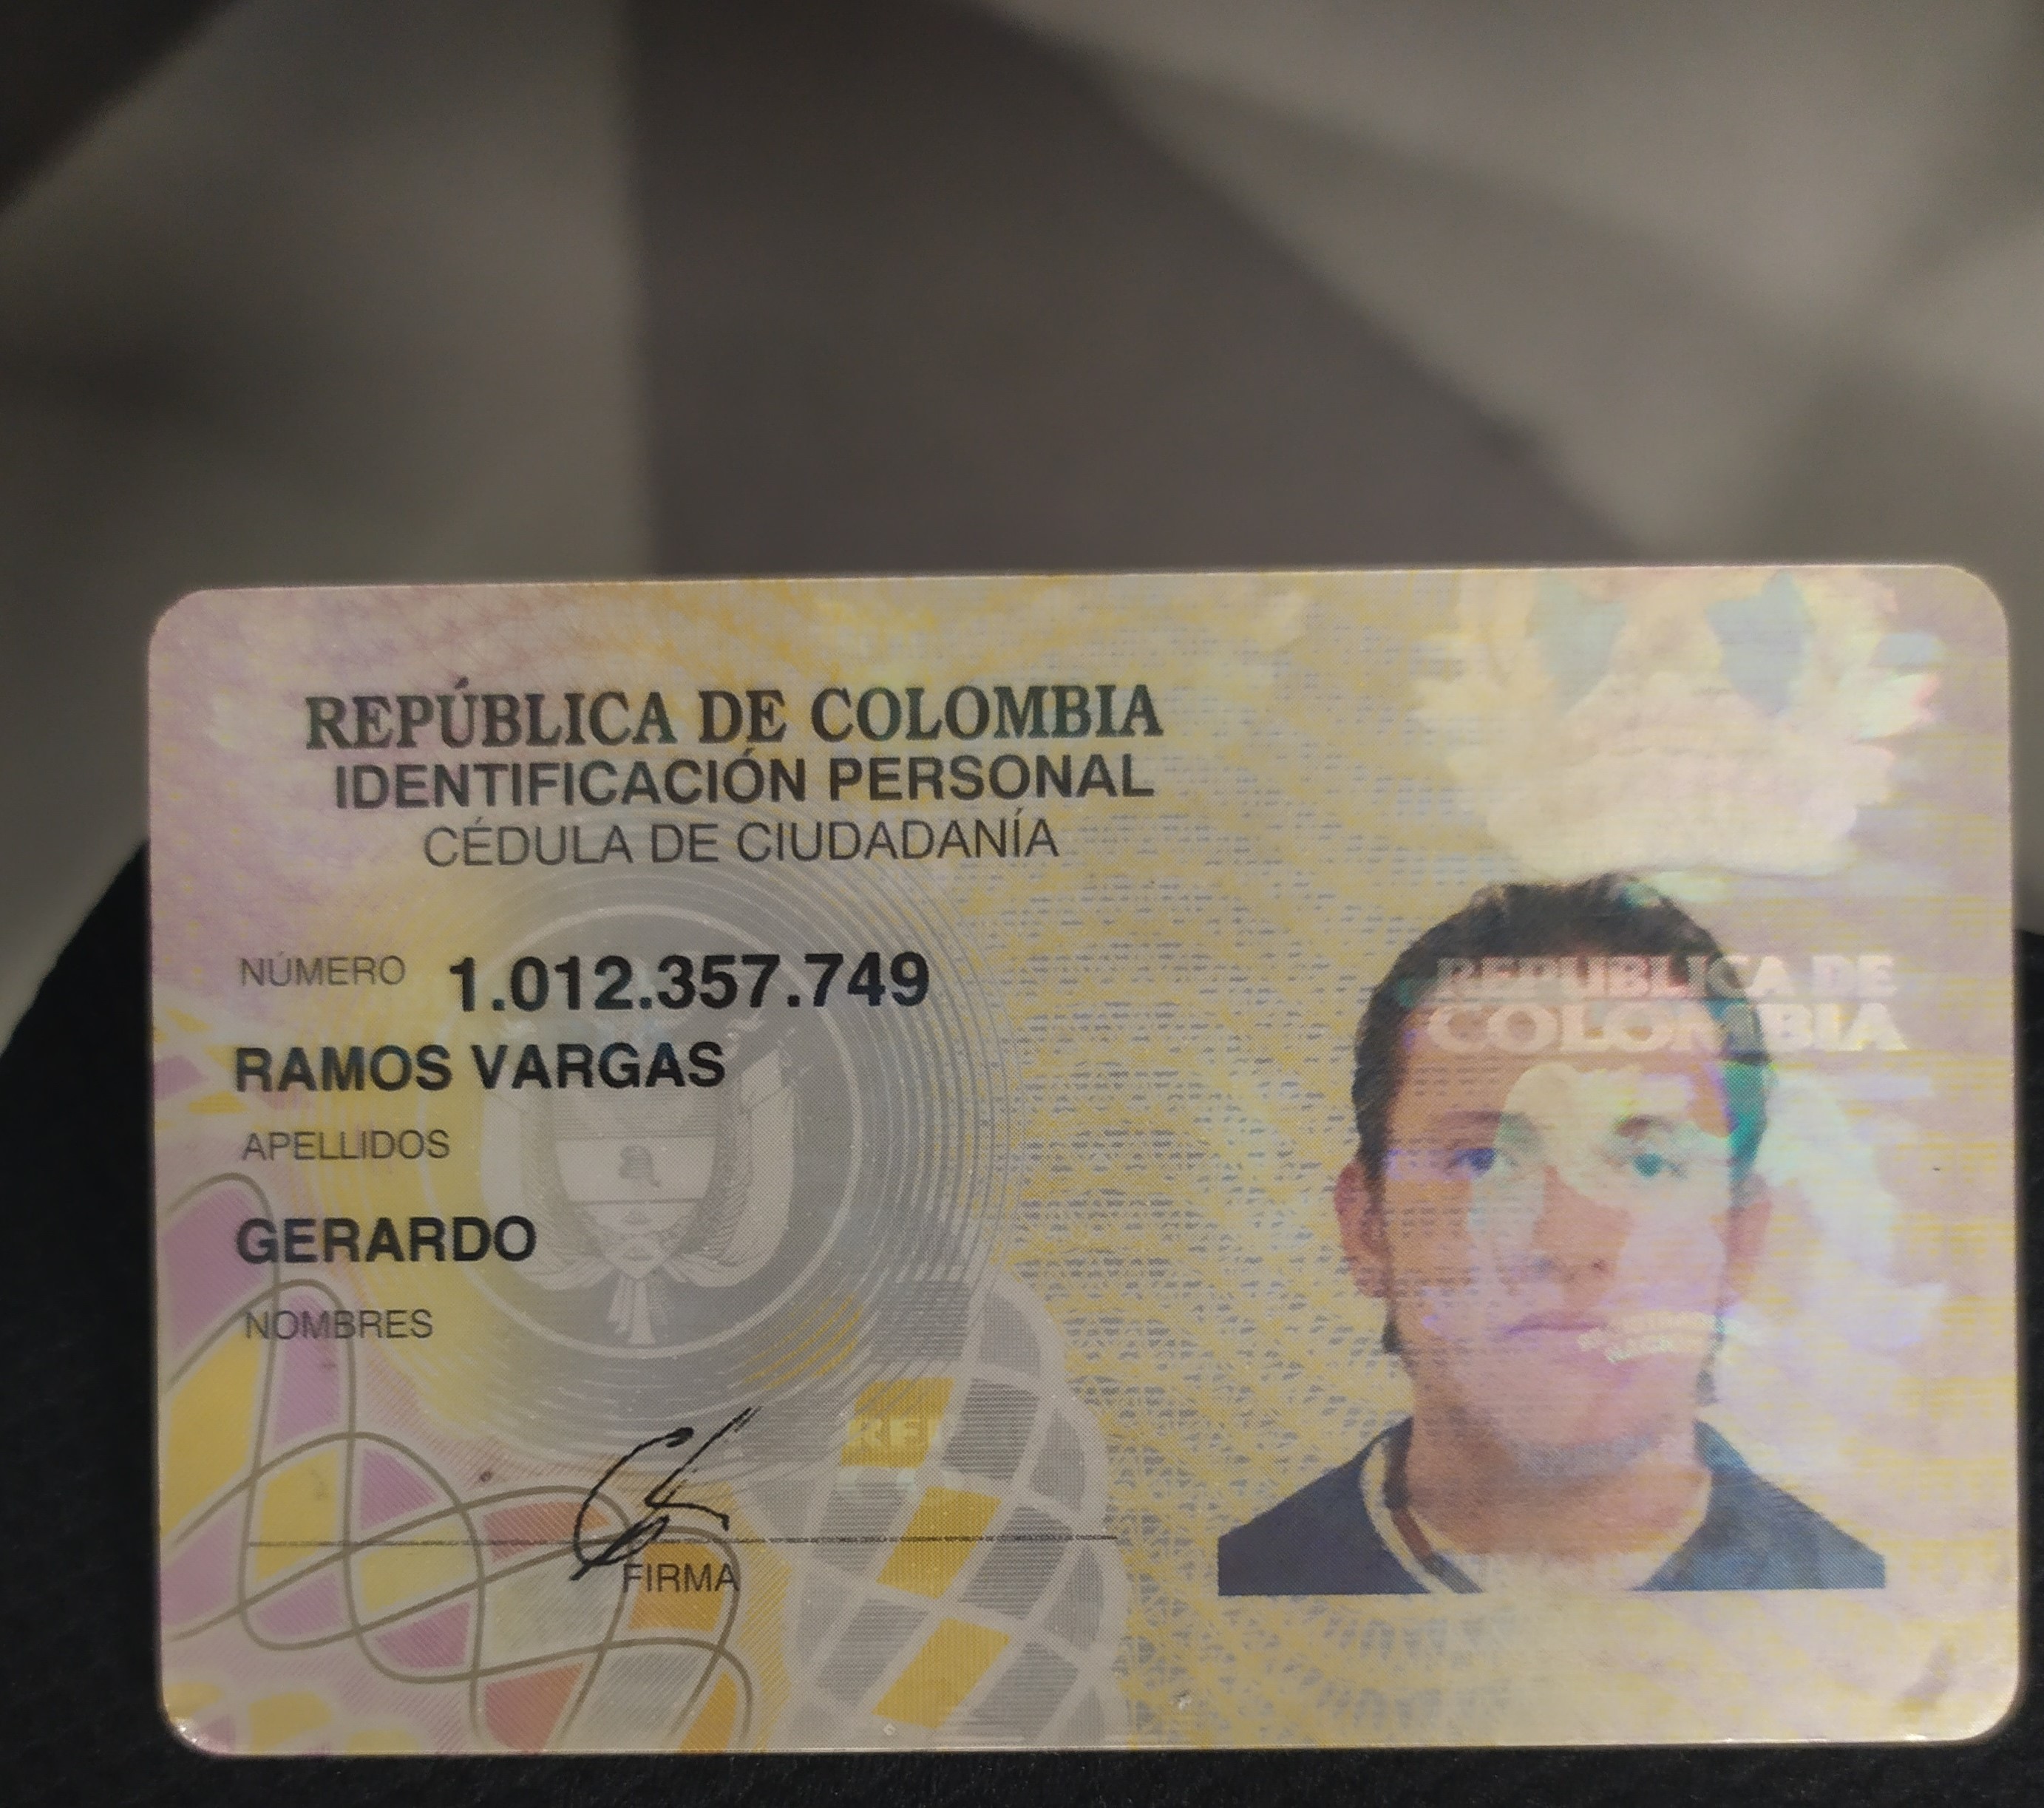 REPÚBLICA DE COLOMBIA
IDENTIFICACIÓN PERSONAL
CÉDULA DE CIUDADANÍA
NÚMERO 1.012.357.749
RAMOS VARGAS
APELLIDOS
GERARDO
NOMBRES
FIRMA
REPUBLICA DE
COLOMBIA